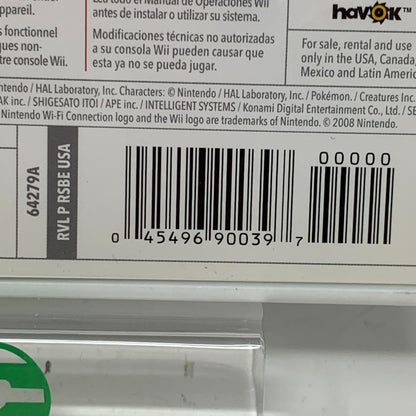 appareil.
s fonctionnel
ques non-
tre console Wii.
Lea todo el Manual de Operaciones Wii
antes de instalar o utilizar su sistema.
Modificaciones técnicas no autorizadas
a su consola Wii pueden causar que
esta ya no se pueda jugar.
havok™
For sale, rental and use
only in the USA, Canada,
Mexico and Latin Ameri
ntendo / HAL Laboratory, Inc. Characters: © Nintendo / HAL Laboratory, Inc. / Pokémon. / Creatures Inc.
AK inc. / SHIGESATO ITOI / APE inc. / INTELLIGENT SYSTEMS / Konami Digital Entertainment Co., Ltd. / SE
Nintendo Wi-Fi Connection logo and the Wii logo are trademarks of Nintendo. © 2008 Nintendo.
64279A
RVL P RSBE USA
00000
0 45496 90039 7